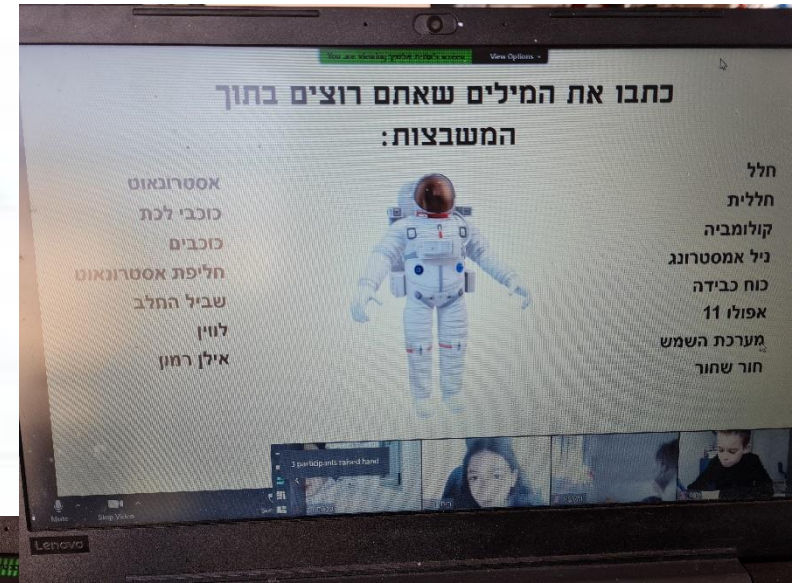 View Options
כתבו את המילים שאתם רוצים בתוך
המשבצות:
חלל
חללית
קולומביה
ניל אמסטרונג
כוח כבידה
אפולו 11
מערכת השמש
חור שחור
אסטרונאוט
כוכבי לכת
כוכבים
חליפת אסטרונאוט
שביל החלב
לווין
אילן רמון
3 participants raised hand
Mute
Stop Video
Lenovo